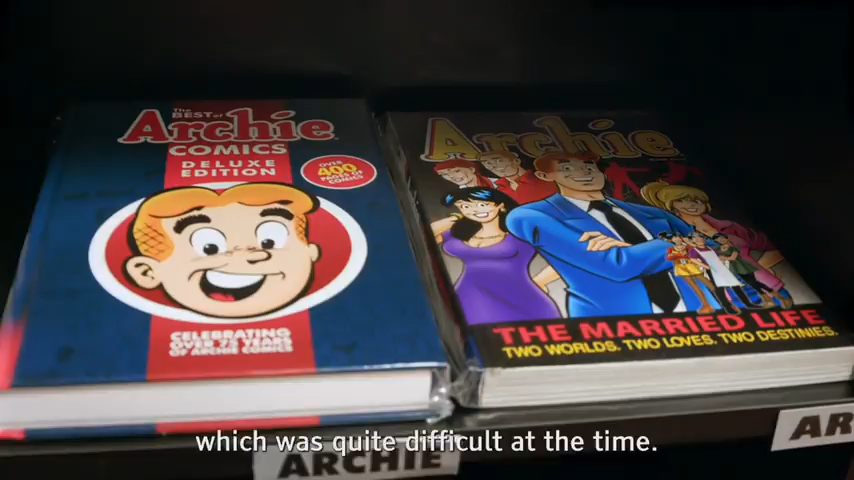 The
BEST of
Archie
COMICS
DELUXE
EDITION
OVER
400
PAGES OF
COMICS
CELEBRATING
OVER 75 YEARS
OF ARCHIE COMICS
Archie
THE MARRIED LIFE
TWO WORLDS. TWO LOVES. TWO DESTINIES.
which was quite difficult at the time.
ARCHIE
AR